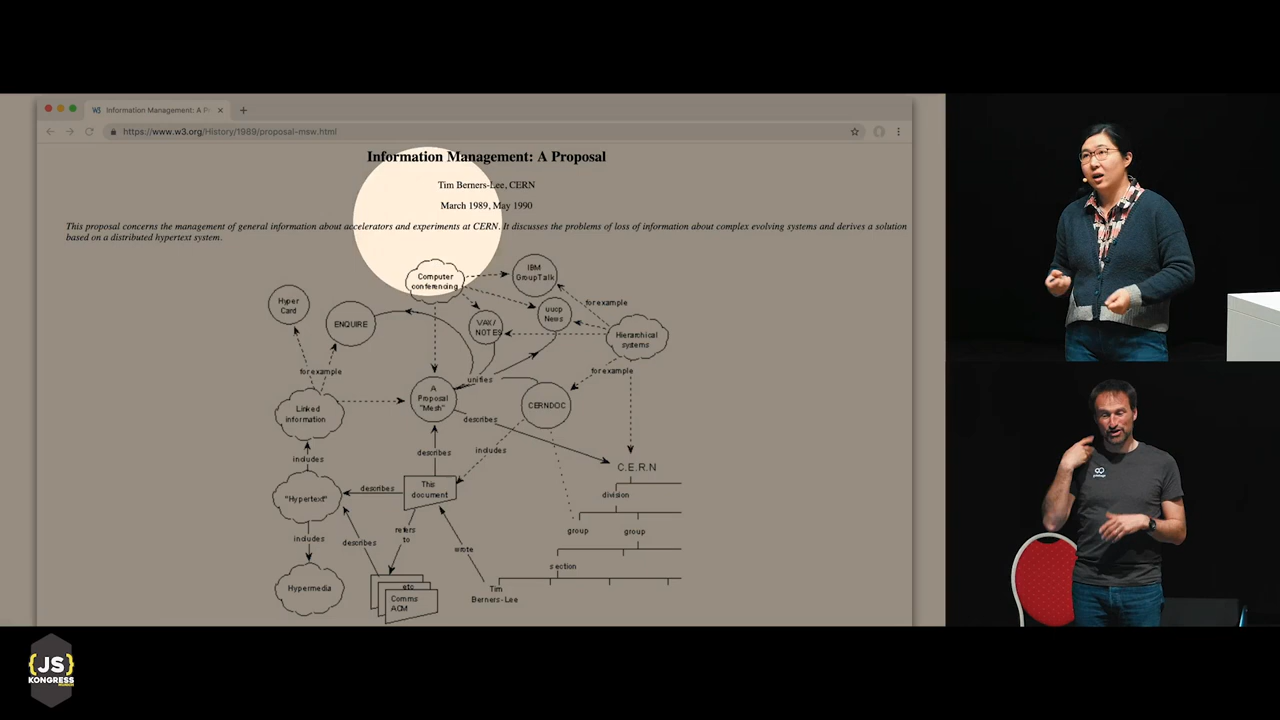 Information Management: A P
https://www.w3.org/History/1989/proposal-msw.html
Information Management: A Proposal
Tim Berners-Lee, CERN
March 1989, May 1990
This proposal concerns the management of general information about accelerators and experiments at CERN. It discusses the problems of loss of information about complex evolving systems and derives a solution
based on a distributed hypertext system.
IBM
GroupTalk
Computer
conferencing
Hyper
Card
for example
uucp
News
ENQUIRE
VAX/
NOTES
Hierarchical
systems
for example
for example
unifies
A
Proposal
"Mesh"
CERNDOC
Linked
information
describes
describes
includes
includes
C.E.R.N
This
document
describes
"Hypertext"
division
refers
to
group
group
includes
describes
wrote
section
etc
Hypermedia
Comms
ACM
Tim
Berners-Lee
{JS}
KONGRESS